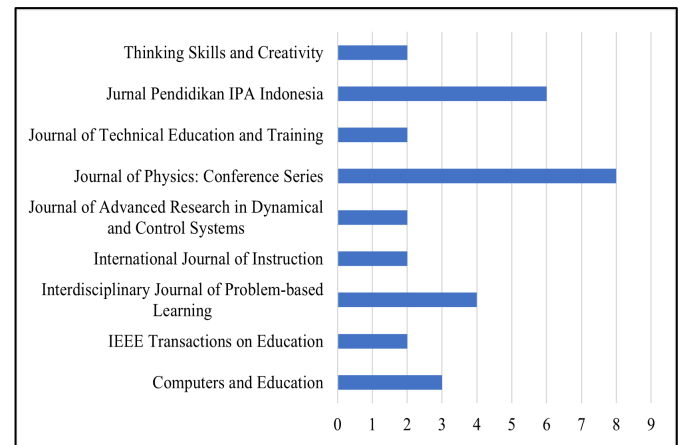 Thinking Skills and Creativity
Jurnal Pendidikan IPA Indonesia
Journal of Technical Education and Training
Journal of Physics: Conference Series
Journal of Advanced Research in Dynamical
and Control Systems
International Journal of Instruction
Interdisciplinary Journal of Problem-based
Learning
IEEE Transactions on Education
Computers and Education
0 1 2 3 4 5 6 7 8 9